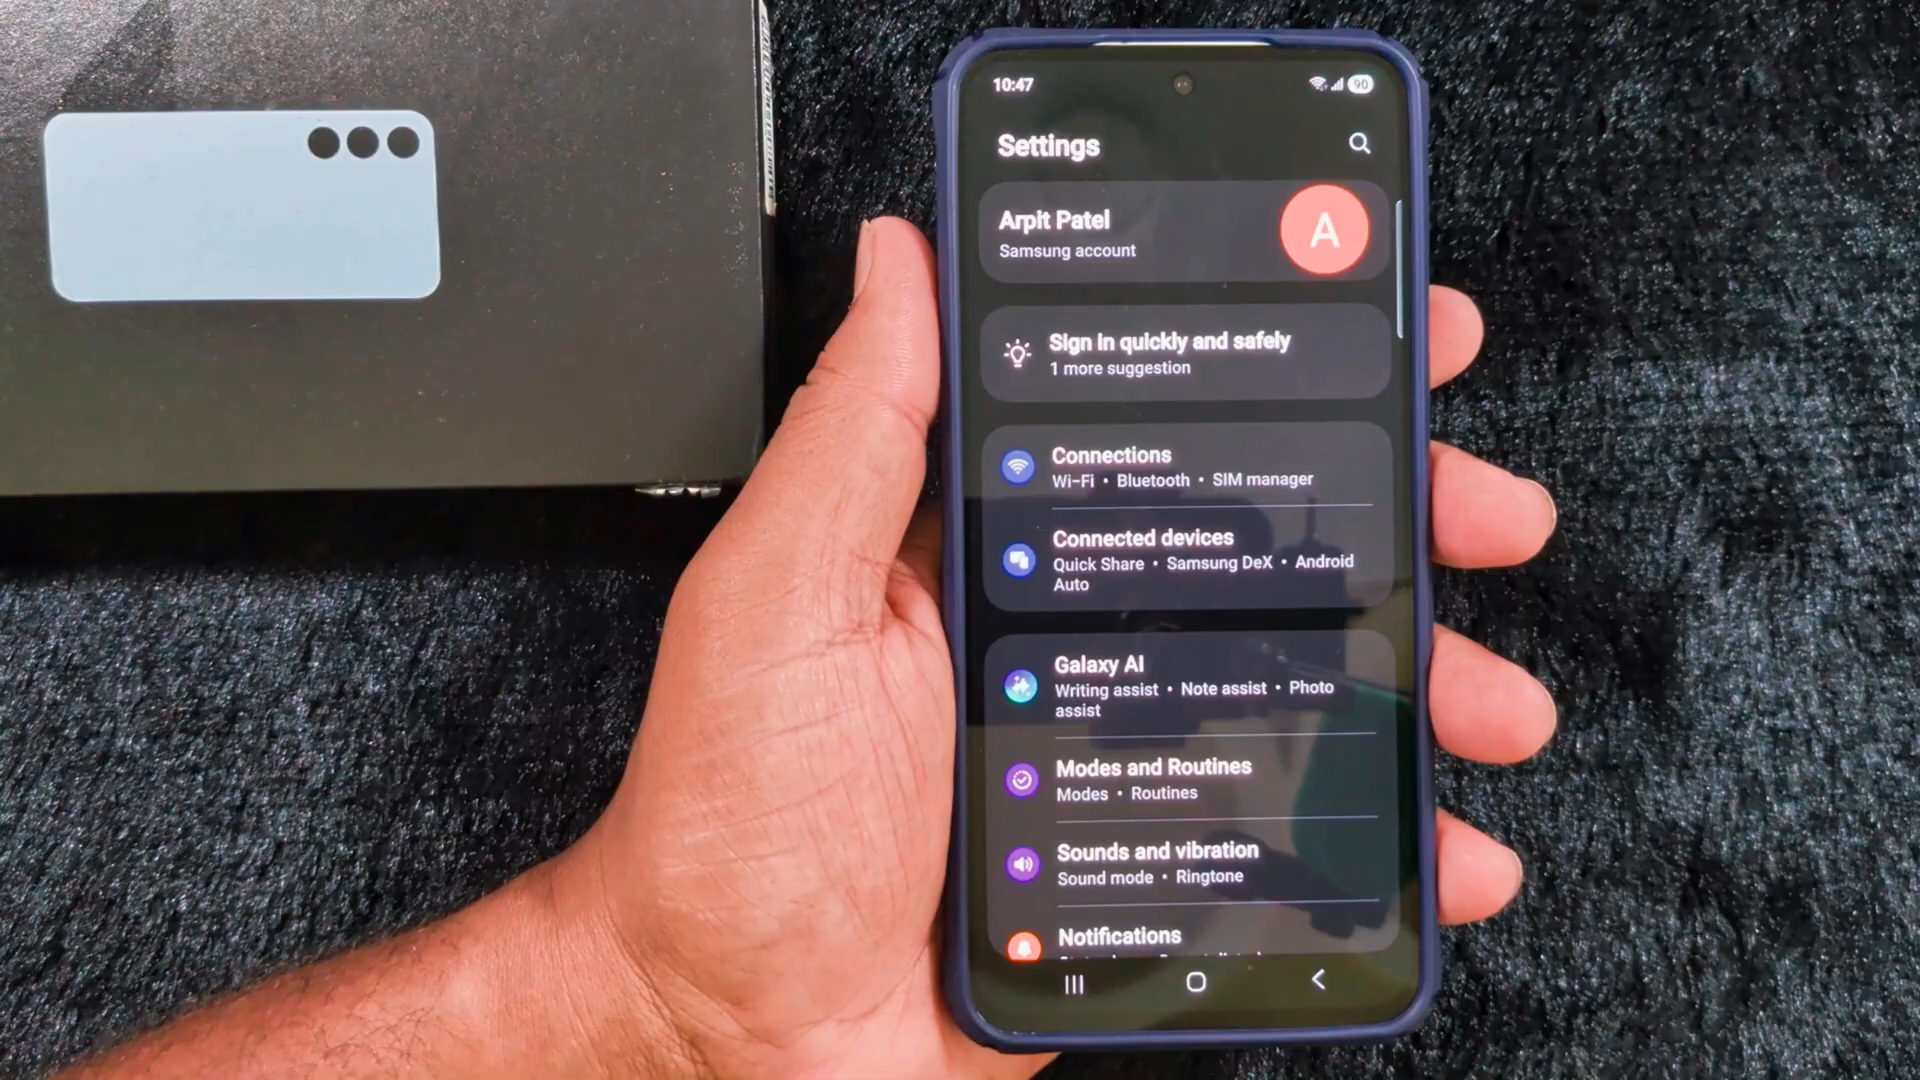 10:47
90
Settings
Arpit Patel
Samsung account
A
Sign in quickly and safely
1 more suggestion
Connections
Wi-Fi • Bluetooth • SIM manager
Connected devices
Quick Share • Samsung DeX • Android
Auto
Galaxy AI
Writing assist • Note assist • Photo
assist
Modes and Routines
Modes • Routines
Sounds and vibration
Sound mode • Ringtone
Notifications